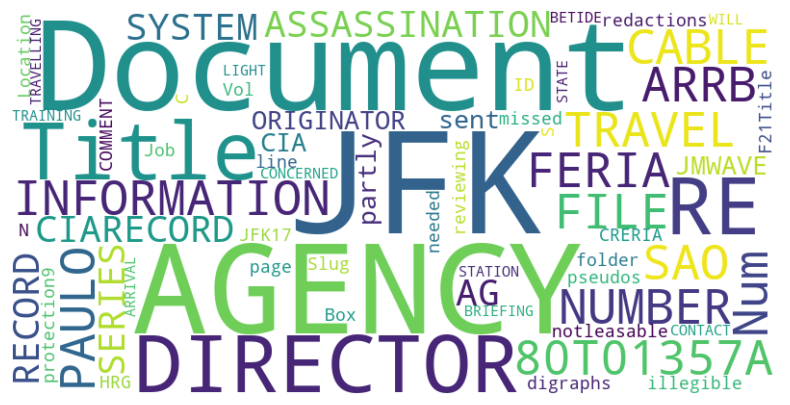 SYSTEM ASSASSINATION BETIDE redactions WILL
Location TRAVELLING Document CABLE
LIGHT Vol C ID STATE ARRB
TRAINING COMMENT ORIGINATOR sent missed F21Title
Title Job CIA line partly S TRAVEL
CONCERNED JFK reviewing FERIA JMWAVE
INFORMATION needed FILE RE
N CIARECORD JFK17 CRERIA
RECORD protection9 PAULO SERIES ARRIVAL AGENCY page Slug STATION folder SAO Num
AG pseudos
Box BRIEFING NUMBER
notleasable CONTACT
HRG DIRECTOR 80T01357A
digraphs illegible